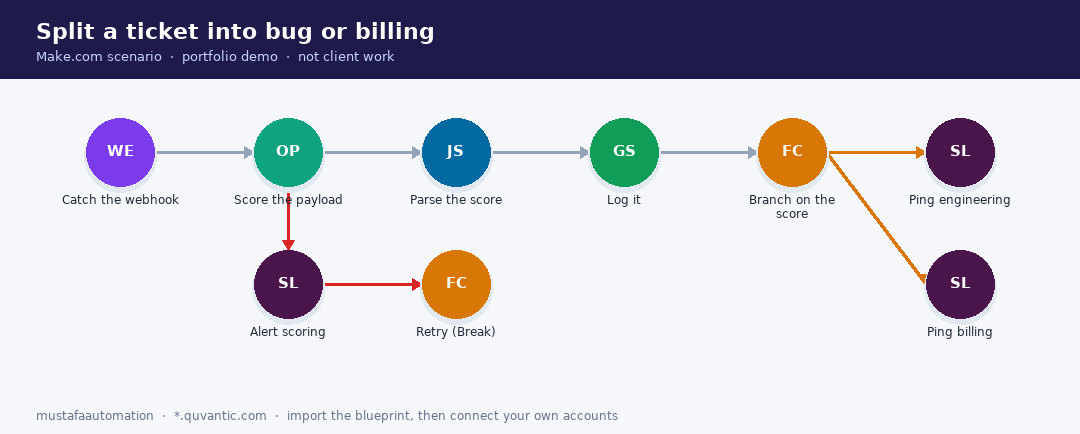 Split a ticket into bug or billing
Make.com scenario · portfolio demo · not client work
WE
OP
JS
GS
FC
SL
Catch the webhook
Score the payload
Parse the score
Log it
Branch on the
score
Ping engineering
SL
FC
SL
Alert scoring
Retry (Break)
Ping billing
mustafaautomation · *.quvantic.com · import the blueprint, then connect your own accounts